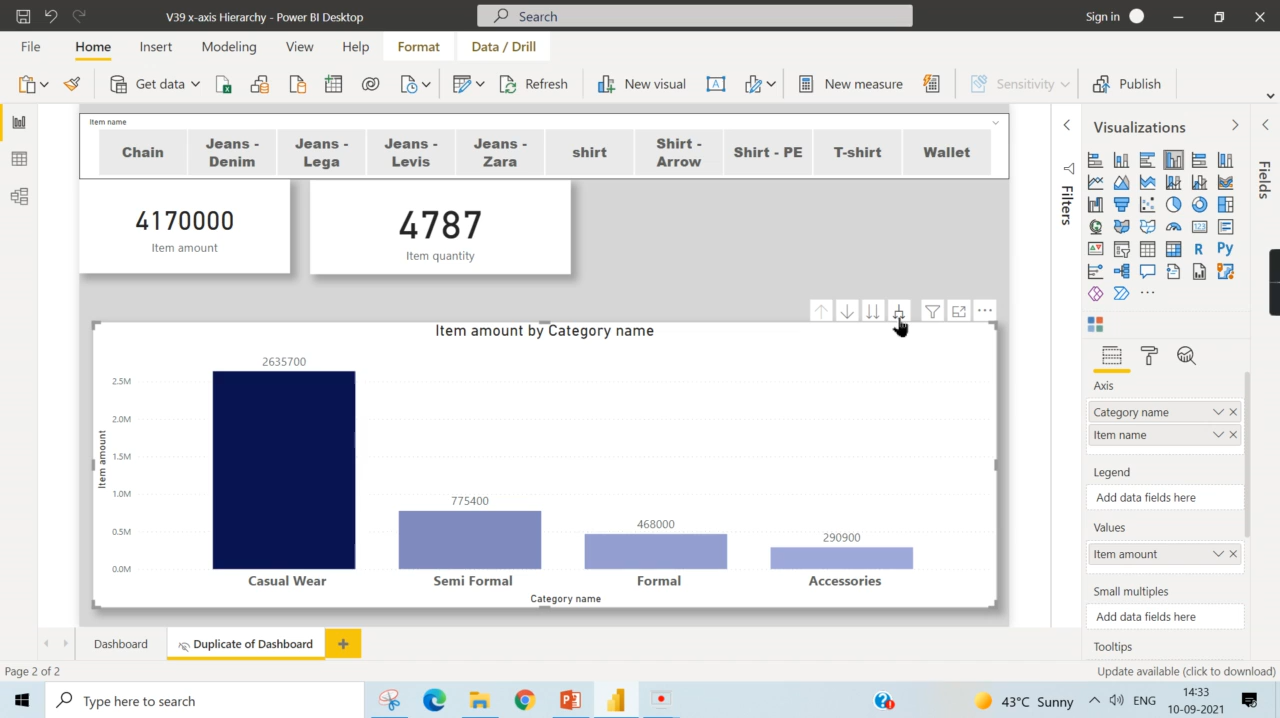 V39 x-axis Hierarchy - Power BI Desktop
Search
Sign in
File
Home
Insert
Modeling
View
Help
Format
Data / Drill
Get data
Refresh
New visual
New measure
Sensitivity
Publish
Item name
Chain
Jeans -
Denim
Jeans -
Lega
Jeans -
Levis
Jeans -
Zara
shirt
Shirt -
Arrow
Shirt - PE
T-shirt
Wallet
4170000
Item amount
4787
Item quantity
Item amount by Category name
2635700
775400
468000
290900
2.5M
2.0M
1.5M
1.0M
0.5M
0.0M
Item amount
Casual Wear
Semi Formal
Formal
Accessories
Category name
Filters
Visualizations
Fields
R
Py
Axis
Category name
Item name
Legend
Add data fields here
Values
Item amount
Small multiples
Add data fields here
Tooltips
Dashboard
Duplicate of Dashboard
Page 2 of 2
Update available (click to download)
Type here to search
43°C Sunny
ENG
14:33
10-09-2021